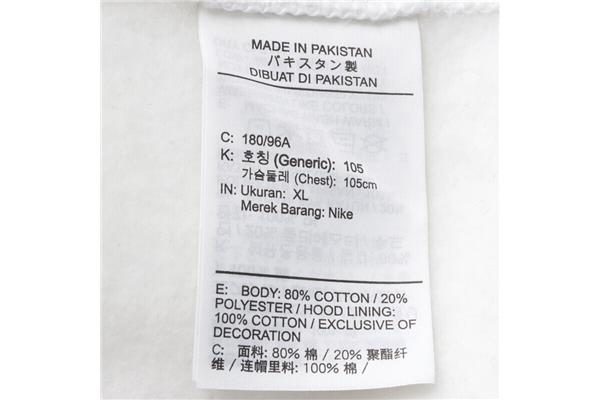 MADE IN PAKISTAN
パキスタン製
DIBUAT DI PAKISTAN
C: 180/96A
K: 호칭 (Generic): 105
가슴둘레 (Chest): 105cm
IN: Ukuran: XL
Merek Barang: Nike
E: BODY: 80% COTTON / 20%
POLYESTER / HOOD LINING:
100% COTTON / EXCLUSIVE OF
DECORATION
C: 面料: 80% 棉 / 20% 聚酯纤
维 / 连帽里料: 100% 棉 /